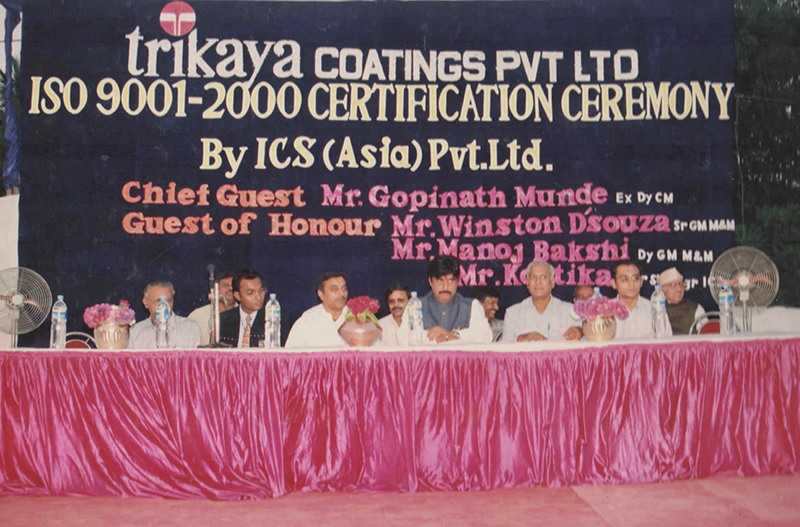 trikaya COATINGS PVT LTD
ISO 9001-2000 CERTIFICATION CEREMONY
By ICS (Asia) Pvt.Ltd.
Chief Guest Mr. Gopinath Munde Ex Dy CM
Guest of Honour Mr. Winston D'souza Sr GM M&M
Mr. Manoj Bakshi Dy GM M&M
Mr.